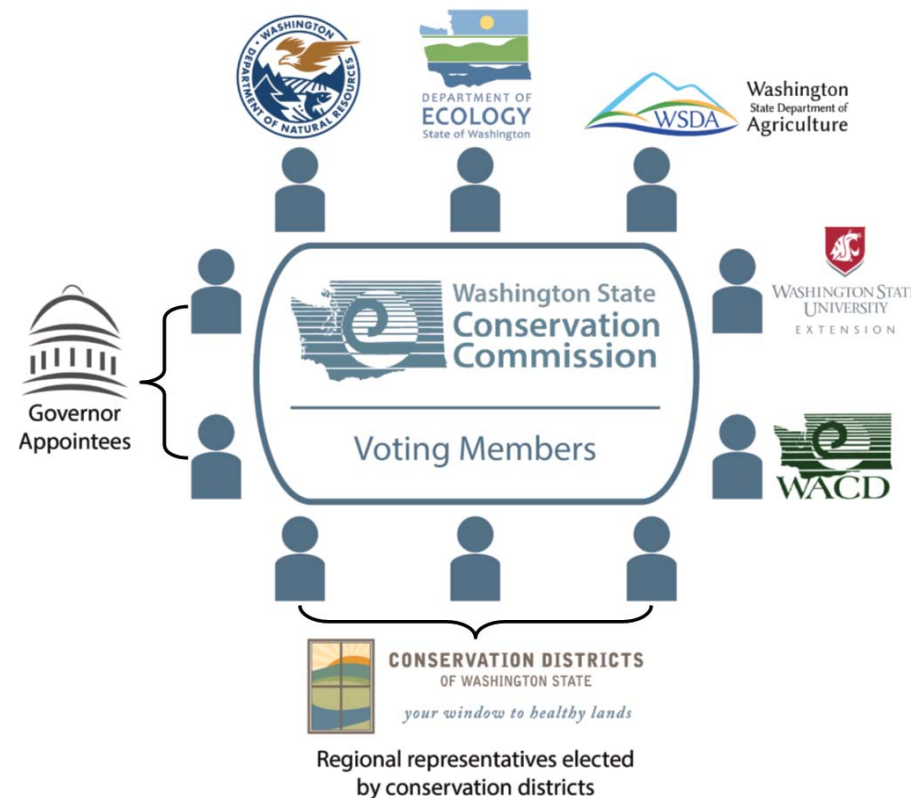 WASHINGTON
DEPARTMENT OF NATURAL RESOURCES
DEPARTMENT OF
ECOLOGY
State of Washington
WSDA
Washington
State Department of
Agriculture
WASHINGTON STATE
UNIVERSITY
EXTENSION
Washington State
Conservation
Commission
Governor
Appointees
Voting Members
WACD
CONSERVATION DISTRICTS
OF WASHINGTON STATE
your window to healthy lands
Regional representatives elected
by conservation districts